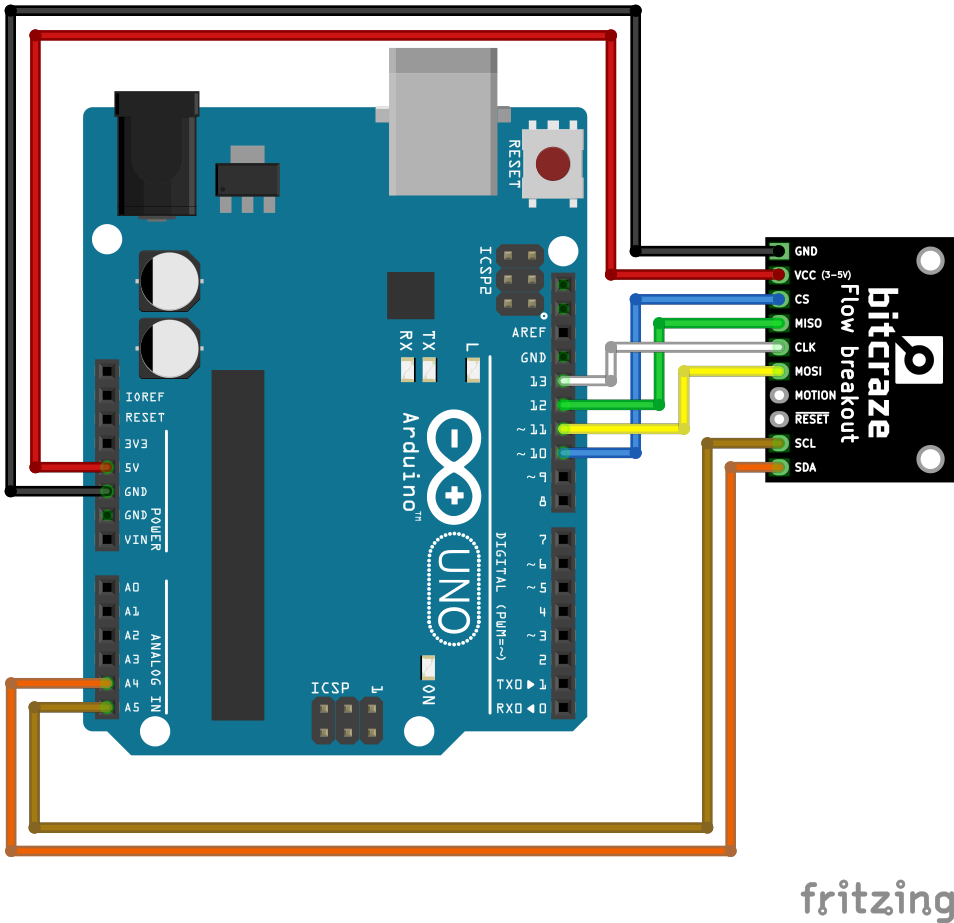 RESET
ICSP2
AREF
GND
13
12
~11
~10
~9
8
RX
TX
L
IOREF
RESET
3V3
5V
GND
GND
VIN
POWER
Arduino™
UNO
DIGITAL (PWM=~)
7
~6
~5
4
~3
2
TX0▶1
RX0◀0
A0
A1
A2
A3
A4
A5
ANALOG IN
ICSP
1
ON
GND
VCC (3-5V)
CS
MISO
CLK
MOSI
MOTION
RESET
SCL
SDA
bitcraze
Flow breakout
fritzing